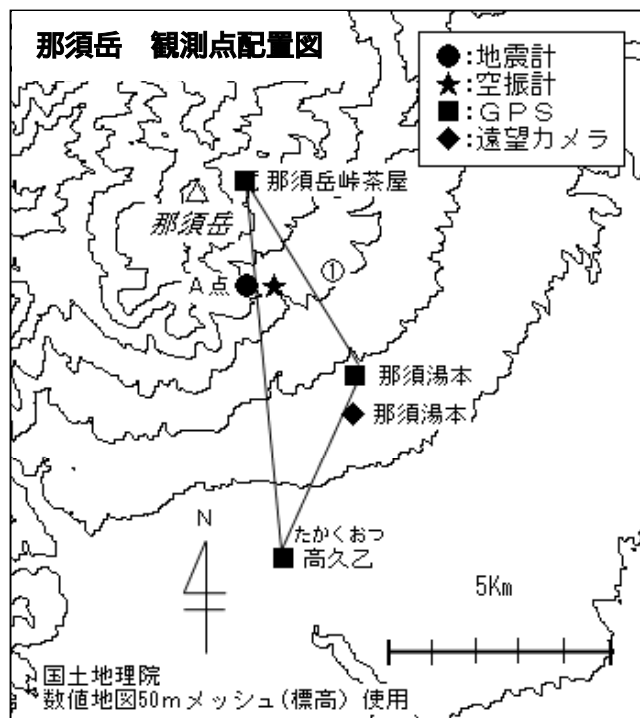 那須岳 観測点配置図
●:地震計
★:空振計
■:GPS
◆:遠望カメラ
那須岳峠茶屋
那須岳
①
A点
那須湯本
那須湯本
たかくおつ
高久乙
N
5Km
国土地理院
数値地図50mメッシュ(標高) 使用